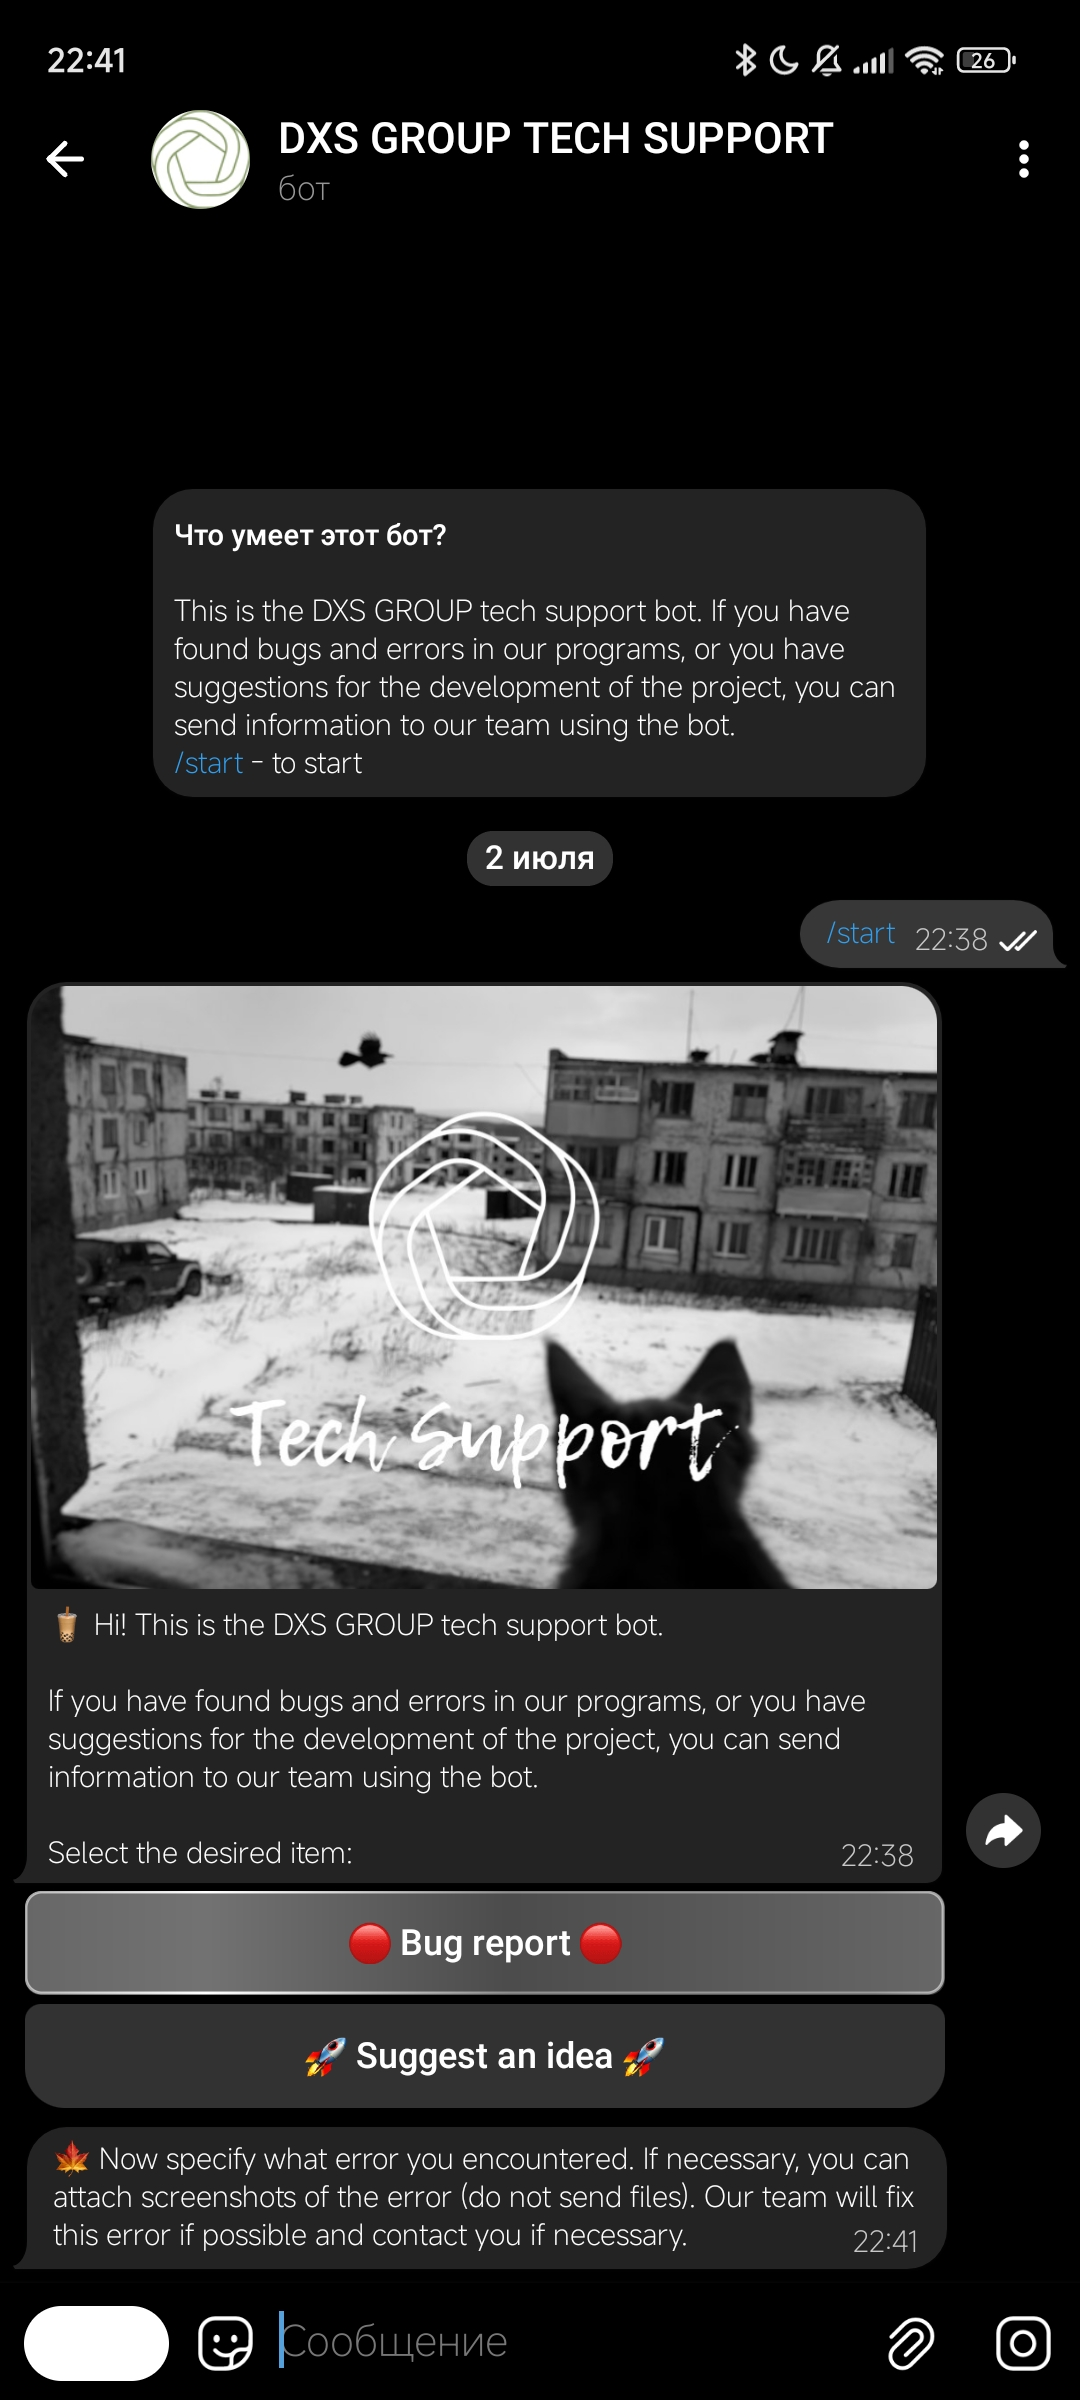 22:41
26
DXS GROUP TECH SUPPORT
бот
Что умеет этот бот?
This is the DXS GROUP tech support bot. If you have
found bugs and errors in our programs, or you have
suggestions for the development of the project, you can
send information to our team using the bot.
/start - to start
2 июля
/start 22:38
Tech Support
🧋 Hi! This is the DXS GROUP tech support bot.
If you have found bugs and errors in our programs, or you have
suggestions for the development of the project, you can send
information to our team using the bot.
Select the desired item:
22:38
🔴 Bug report 🔴
🚀 Suggest an idea 🚀
🍁 Now specify what error you encountered. If necessary, you can
attach screenshots of the error (do not send files). Our team will fix
this error if possible and contact you if necessary.
22:41
Сообщение